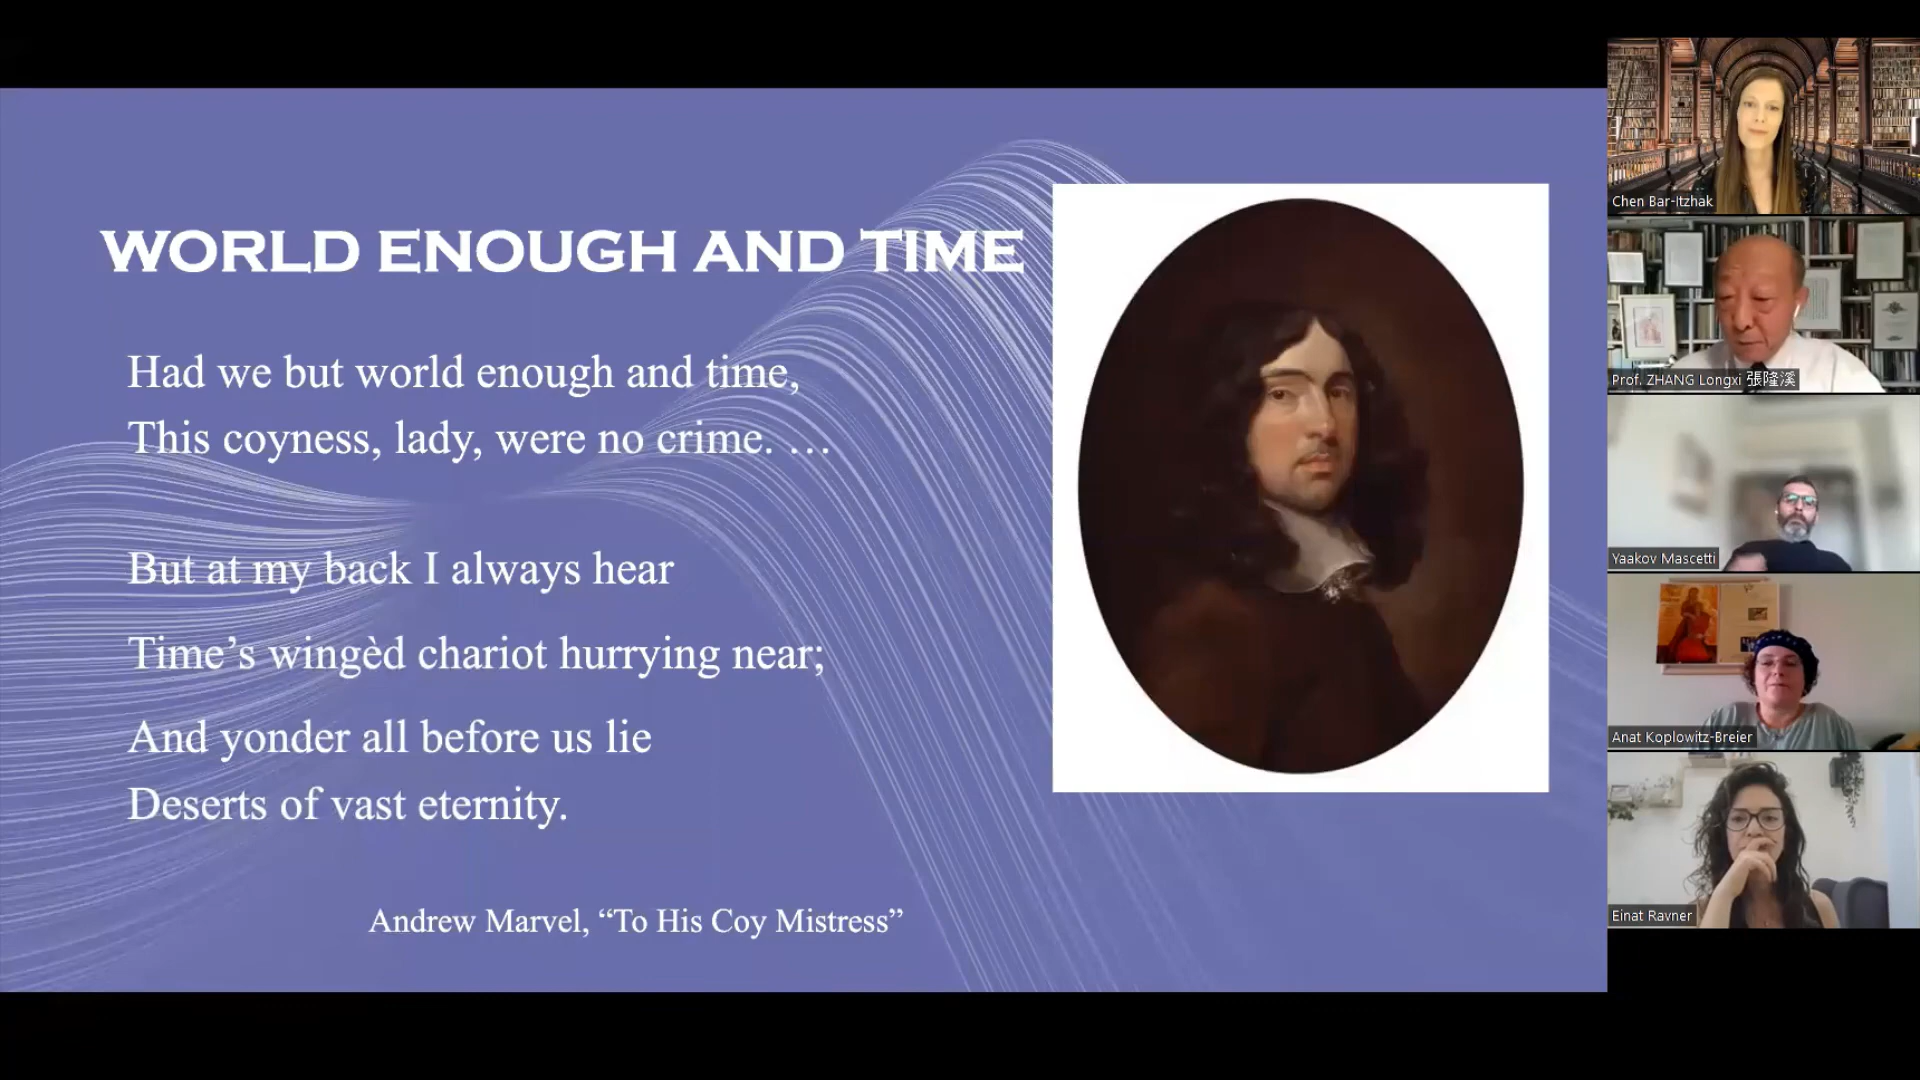 WORLD ENOUGH AND TIME
Had we but world enough and time,
This coyness, lady, were no crime. …
But at my back I always hear
Time’s wingèd chariot hurrying near;
And yonder all before us lie
Deserts of vast eternity.
Andrew Marvel, “To His Coy Mistress”
Chen Bar-Itzhak
Prof. ZHANG Longxi 張隆溪
Yaakov Mascetti
Anat Koplowitz-Breier
Einat Ravner